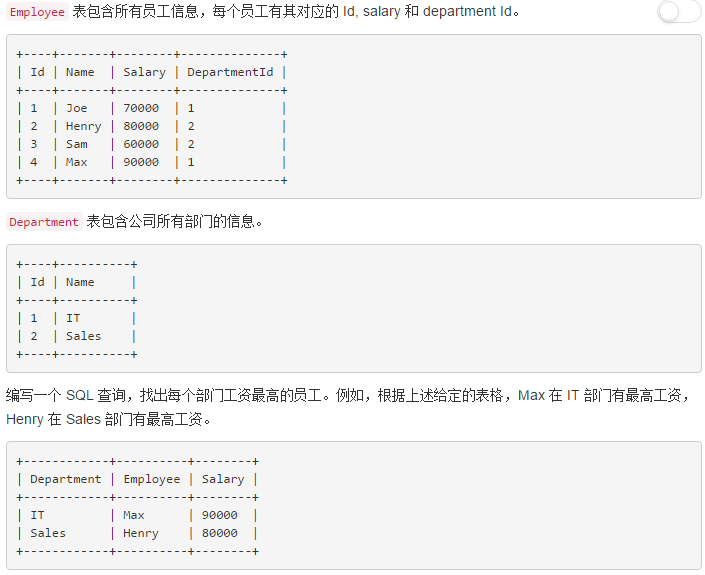 Employee 表包含所有员工信息，每个员工有其对应的 Id, salary 和 department Id。
+----+-------+--------+--------------+
| Id | Name  | Salary | DepartmentId |
+----+-------+--------+--------------+
| 1  | Joe   | 70000  | 1            |
| 2  | Henry | 80000  | 2            |
| 3  | Sam   | 60000  | 2            |
| 4  | Max   | 90000  | 1            |
+----+-------+--------+--------------+
Department 表包含公司所有部门的信息。
+----+----------+
| Id | Name     |
+----+----------+
| 1  | IT       |
| 2  | Sales    |
+----+----------+
编写一个 SQL 查询，找出每个部门工资最高的员工。例如，根据上述给定的表格，Max 在 IT 部门有最高工资，
Henry 在 Sales 部门有最高工资。
+------------+----------+--------+
| Department | Employee | Salary |
+------------+----------+--------+
| IT         | Max      | 90000  |
| Sales      | Henry    | 80000  |
+------------+----------+--------+